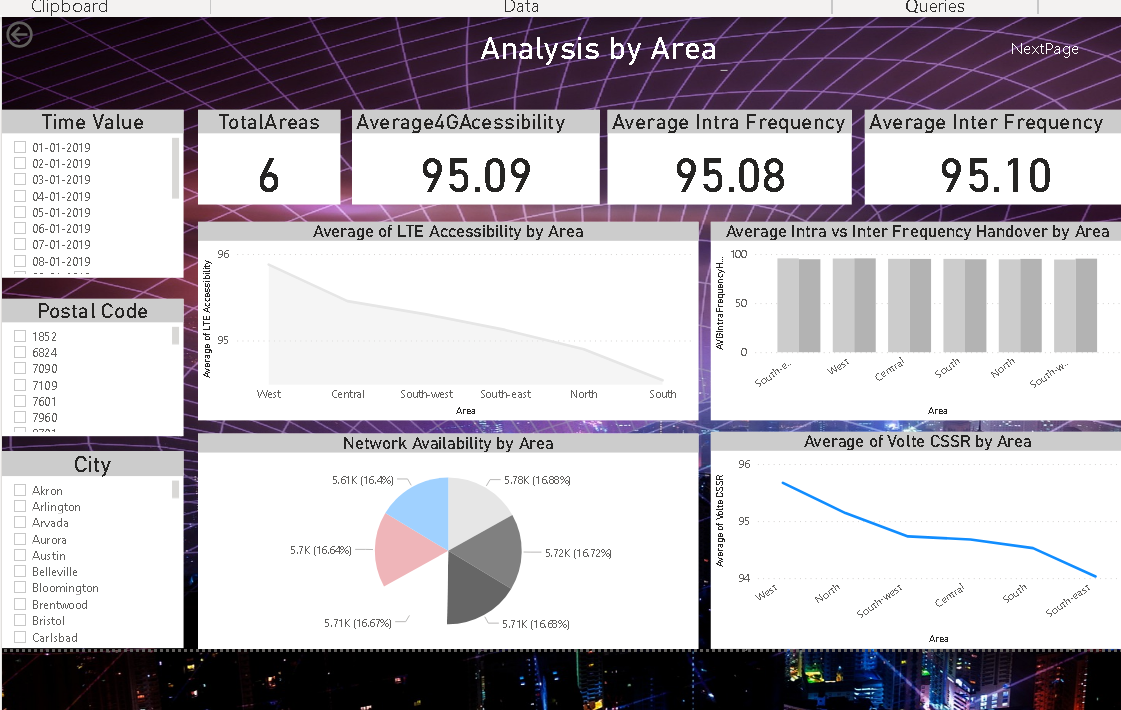 Clipboard
Data
Queries
Analysis by Area
NextPage
Time Value
01-01-2019
02-01-2019
03-01-2019
04-01-2019
05-01-2019
06-01-2019
07-01-2019
08-01-2019
Postal Code
1852
6824
7090
7109
7601
7960
City
Akron
Arlington
Arvada
Aurora
Austin
Belleville
Bloomington
Brentwood
Bristol
Carlsbad
TotalAreas
6
Average4GAcessibility
95.09
Average Intra Frequency
95.08
Average Inter Frequency
95.10
Average of LTE Accessibility by Area
Average of LTE Accessibility
96
95
West Central South-west South-east North South
Area
Average Intra vs Inter Frequency Handover by Area
AVGIntraFrequencyH...
100
50
0
South-e... West Central South North South-w...
Area
Network Availability by Area
5.61K (16.4%)
5.78K (16.88%)
5.7K (16.64%)
5.72K (16.72%)
5.71K (16.67%)
5.71K (16.68%)
Average of Volte CSSR by Area
Average of Volte CSSR
96
95
94
West North South-west Central South South-east
Area